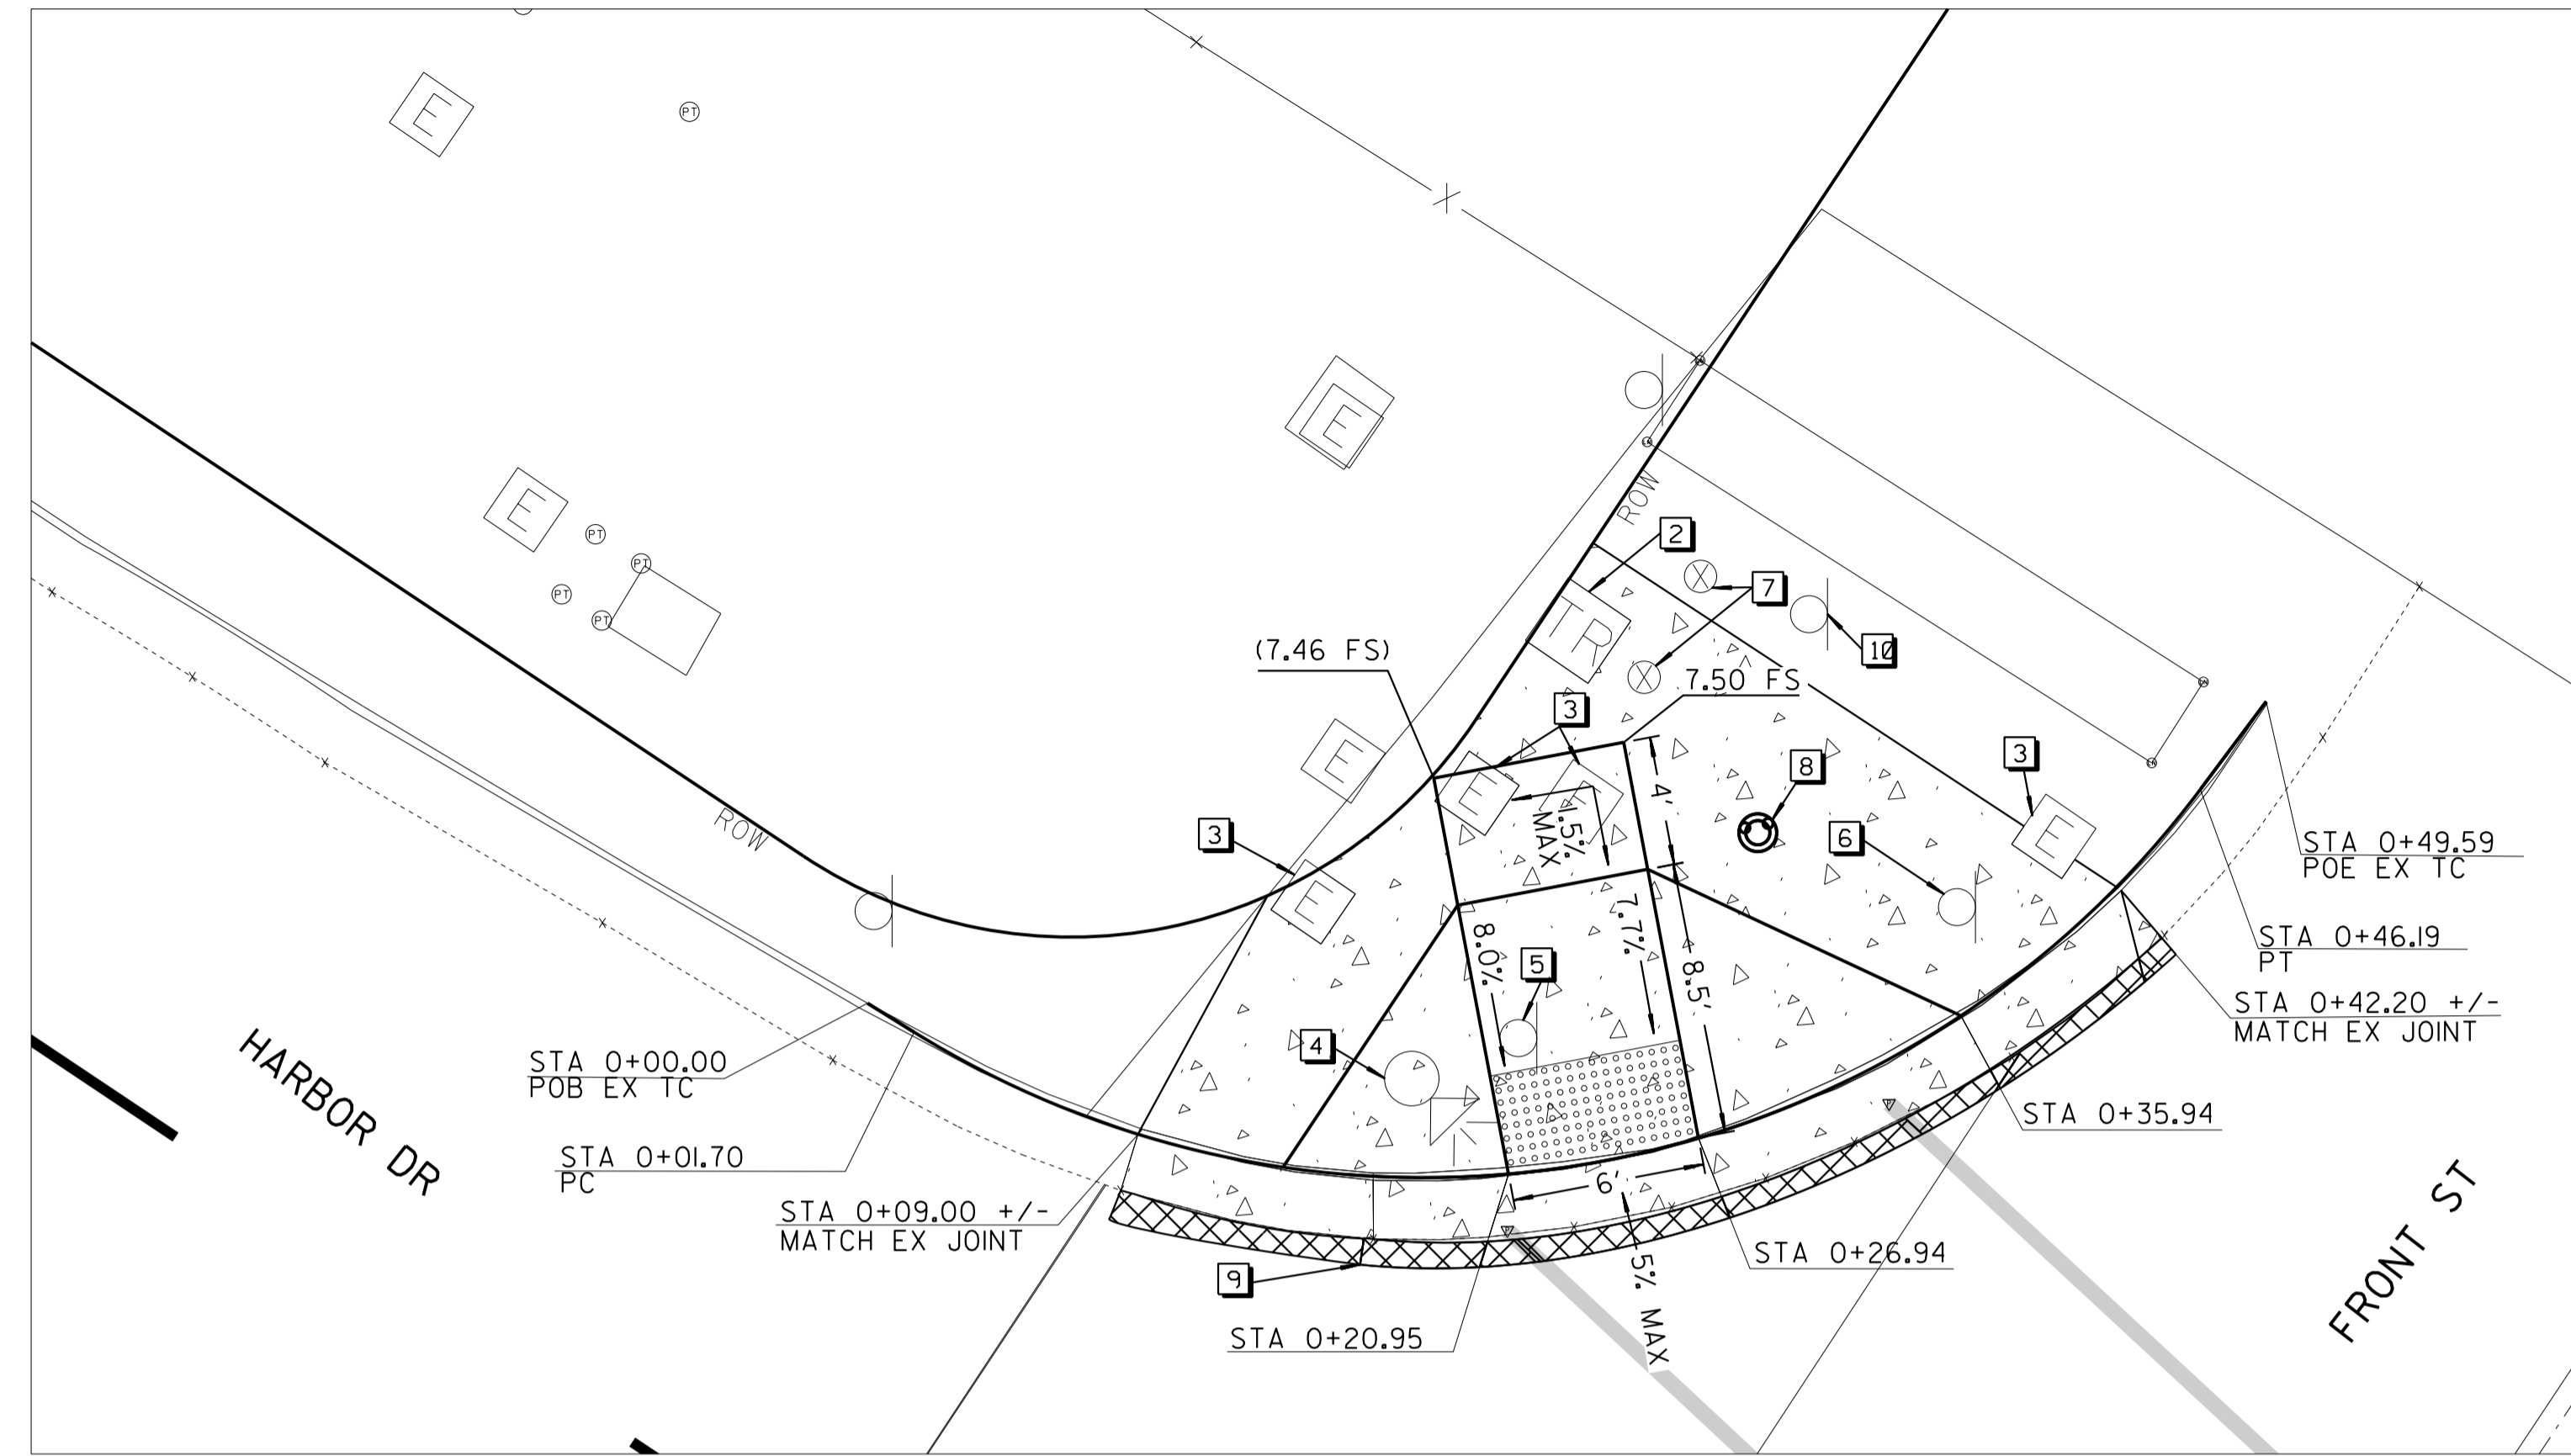 E
PT
E
E
E
PT
PT
PT
PT
ROW
2
7
TR
10
(7.46 FS)
7.50 FS
3
3
E
8
E
4'
1.5%
MAX
3
6
E
STA 0+49.59
POE EX TC
ROW
E
7.7%
8.0%
8.5'
5
STA 0+46.19
PT
4
STA 0+42.20 +/-
MATCH EX JOINT
HARBOR DR
STA 0+00.00
POB EX TC
STA 0+35.94
STA 0+01.70
PC
6'
STA 0+09.00 +/-
MATCH EX JOINT
STA 0+26.94
9
5% MAX
STA 0+20.95
FRONT ST